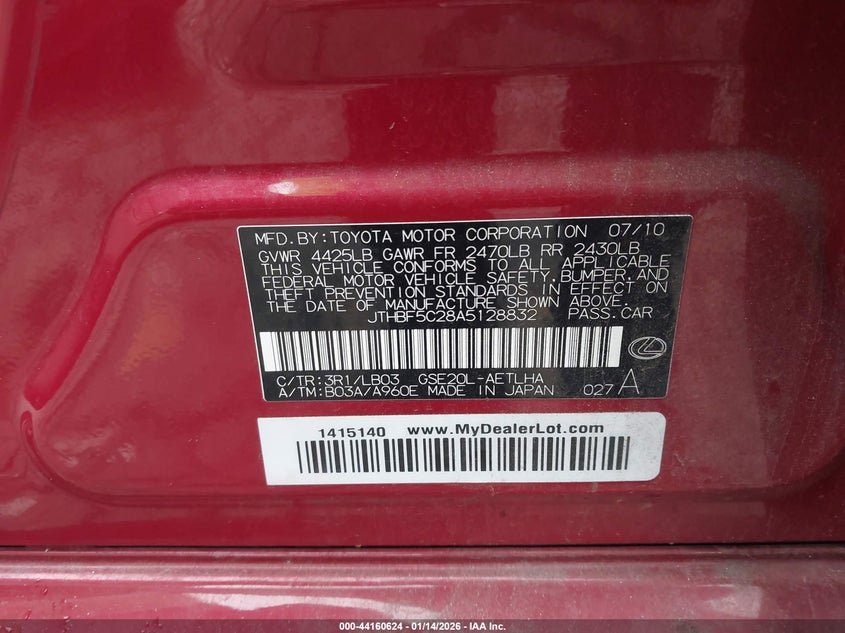 MFD. BY: TOYOTA MOTOR CORPORATION 07/10
GVWR 4425LB GAWR FR 2470LB RR 2430LB
THIS VEHICLE CONFORMS TO ALL APPLICABLE
FEDERAL MOTOR VEHICLE SAFETY, BUMPER, AND
THEFT PREVENTION STANDARDS IN EFFECT ON
THE DATE OF MANUFACTURE SHOWN ABOVE.
JTHBF5C28A5128832 PASS. CAR
C/TR: 3R1/LB03 GSE20L-AETLHA
A/TM: B03A/A960E MADE IN JAPAN 027 A
1415140 www.MyDealerLot.com
000-44160624 - 01/14/2026 - IAA Inc.